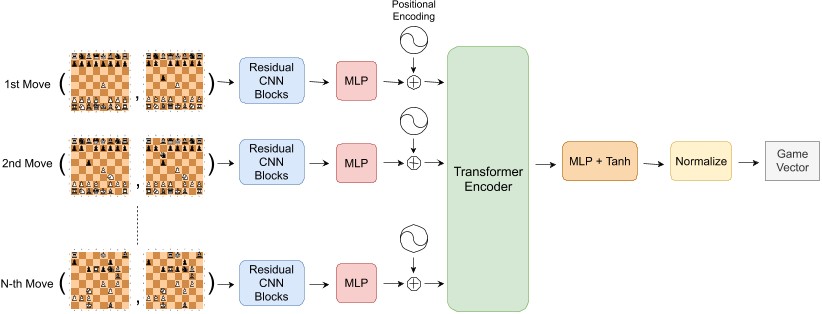 Positional
Encoding
1st Move
(
,
)
Residual
CNN
Blocks
MLP
2nd Move
(
,
)
Residual
CNN
Blocks
MLP
Transformer
Encoder
MLP + Tanh
Normalize
Game
Vector
N-th Move
(
,
)
Residual
CNN
Blocks
MLP